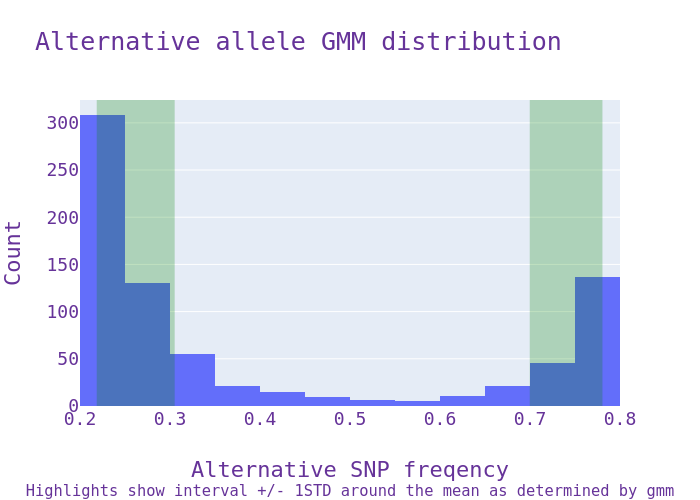 Alternative allele GMM distribution
300
250
200
150
100
50
0
Count
0.2 0.3 0.4 0.5 0.6 0.7 0.8
Alternative SNP freqency
Highlights show interval +/- 1STD around the mean as determined by gmm